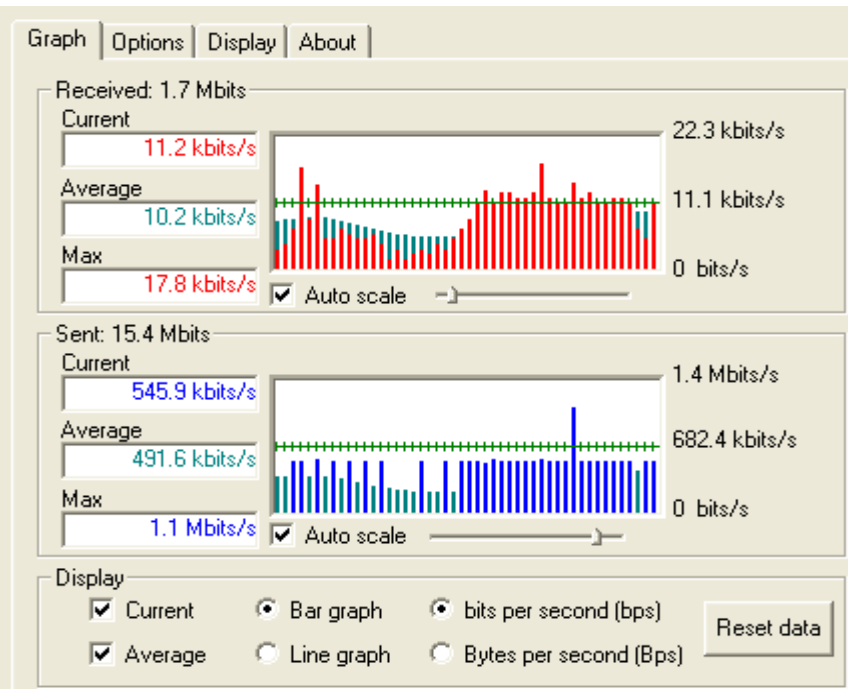 Graph Options Display About
Received: 1.7 Mbits
Current
11.2 kbits/s
Average
10.2 kbits/s
Max
17.8 kbits/s
22.3 kbits/s
11.1 kbits/s
0 bits/s
Auto scale
Sent: 15.4 Mbits
Current
545.9 kbits/s
Average
491.6 kbits/s
Max
1.1 Mbits/s
1.4 Mbits/s
682.4 kbits/s
0 bits/s
Auto scale
Display
Current Bar graph bits per second (bps)
Average Line graph Bytes per second (Bps)
Reset data